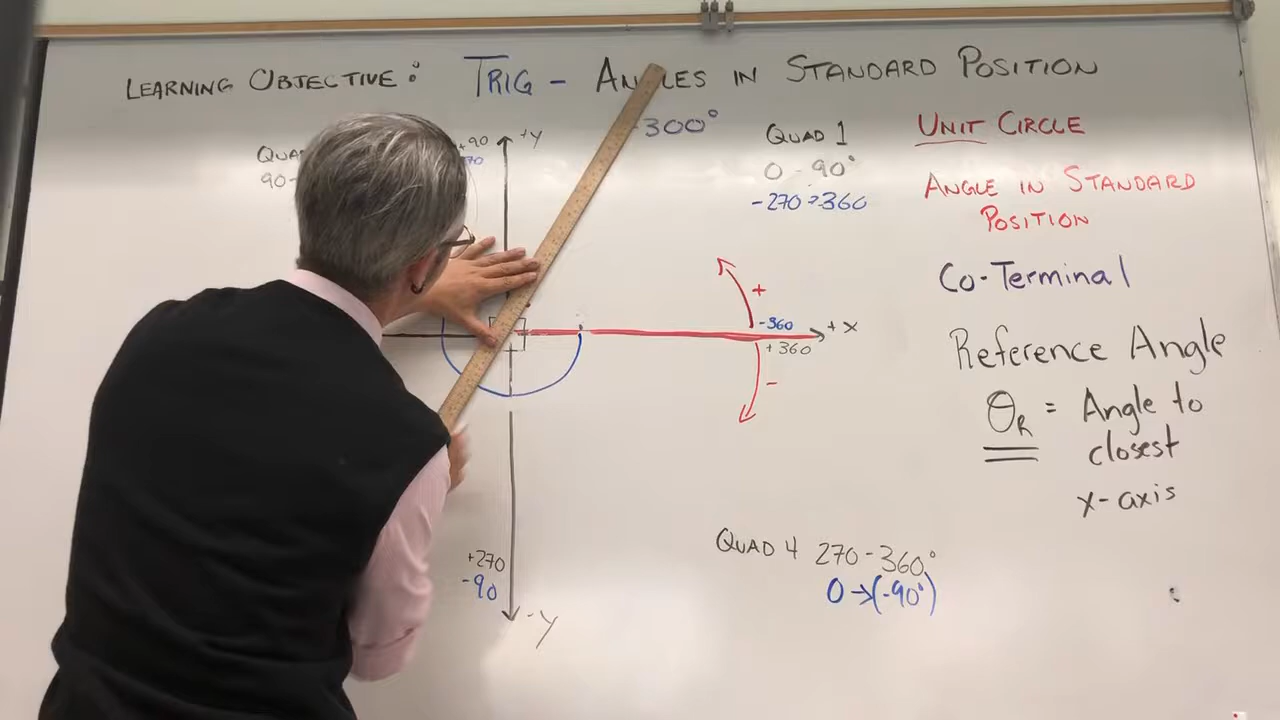 LEARNING OBJECTIVE: TRIG - ANGLES IN STANDARD POSITION
300°
+90
+Y
QUAD 1
0 - 90°
-270 → -360
UNIT CIRCLE
ANGLE IN STANDARD
POSITION
Co-Terminal
Reference Angle
θR = Angle to
closest
x-axis
+
-360
+360
+ X
-
+270
-90
-Y
QUAD 4 270 - 360°
0 → (-90°)